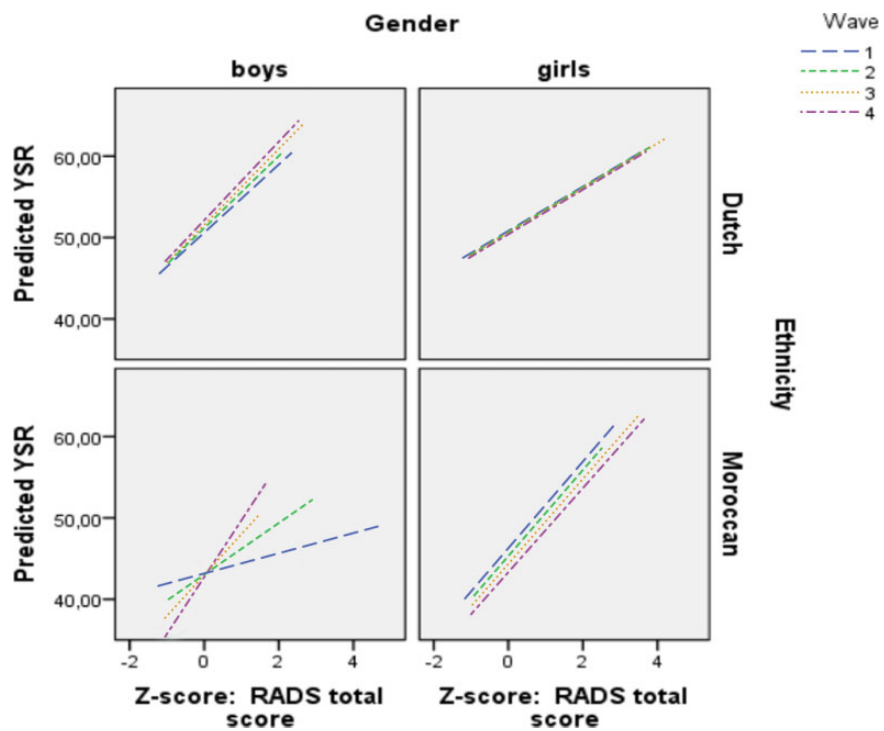 Gender
Wave
1
2
3
4
boys
girls
Predicted YSR
60,00
50,00
40,00
Dutch
Ethnicity
Predicted YSR
60,00
50,00
40,00
Moroccan
-2 0 2 4
-2 0 2 4
Z-score: RADS total
score
Z-score: RADS total
score